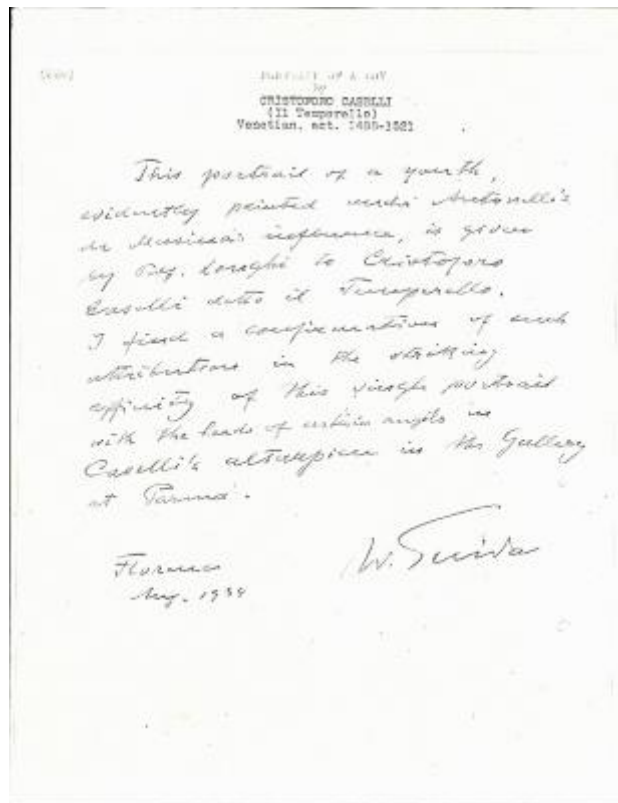 PORTRAIT OF A BOY
by
CRISTOFORO CASELLI
(Il Temperello)
Venetian, act. 1488-1521
This portrait of a youth,
evidently painted under Antonello's
da Messina's influence, is given
by Prof. Longhi to Cristoforo
Caselli detto il Temperello.
I find a confirmation of such
attribution in the striking
affinity of this single portrait
with the heads of certain angels in
Caselli's altarpiece in the Gallery
at Parma.
Florence
Aug. 1939
W. Suida